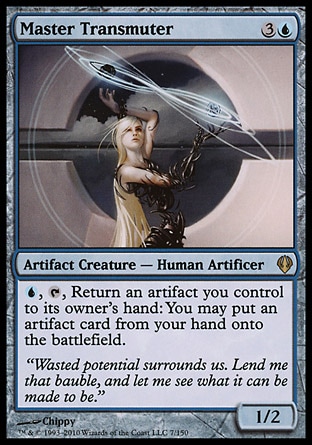 Master Transmuter 3
Artifact Creature — Human Artificer
, , Return an artifact you control
to its owner's hand: You may put an
artifact card from your hand onto
the battlefield.
"Wasted potential surrounds us. Lend me
that bauble, and let me see what it can
be made to be."
Chippy
™ & © 1993-2010 Wizards of the Coast LLC 7/150
1/2